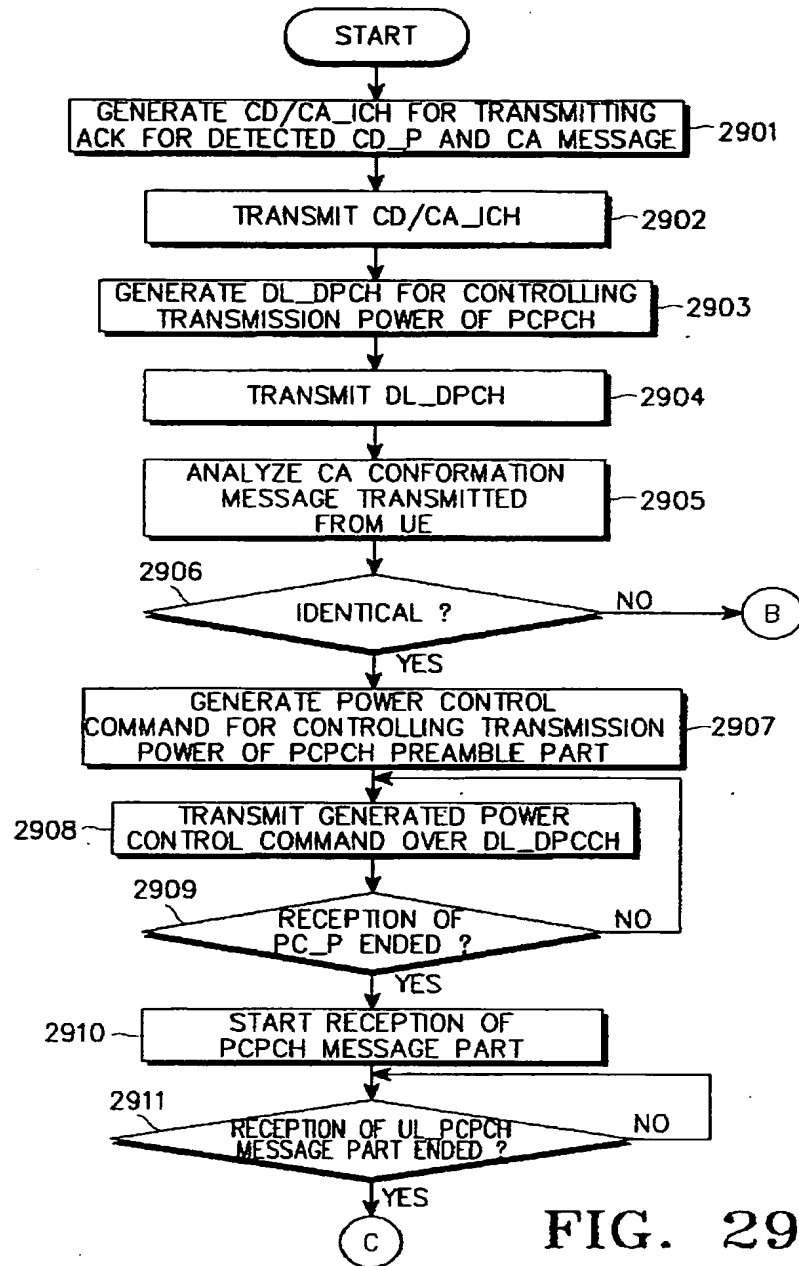 START
GENERATE CD/CA_ICH FOR TRANSMITTING
ACK FOR DETECTED CD_P AND CA MESSAGE
2901
TRANSMIT CD/CA_ICH
2902
GENERATE DL_DPCH FOR CONTROLLING
TRANSMISSION POWER OF PCPCH
2903
TRANSMIT DL_DPCH
2904
ANALYZE CA CONFORMATION
MESSAGE TRANSMITTED
FROM UE
2905
2906
IDENTICAL ?
NO
B
YES
GENERATE POWER CONTROL
COMMAND FOR CONTROLLING TRANSMISSION
POWER OF PCPCH PREAMBLE PART
2907
2908
TRANSMIT GENERATED POWER
CONTROL COMMAND OVER DL_DPCCH
2909
RECEPTION OF
PC_P ENDED ?
NO
YES
2910
START RECEPTION OF
PCPCH MESSAGE PART
2911
RECEPTION OF UL_PCPCH
MESSAGE PART ENDED ?
NO
YES
C
FIG. 29